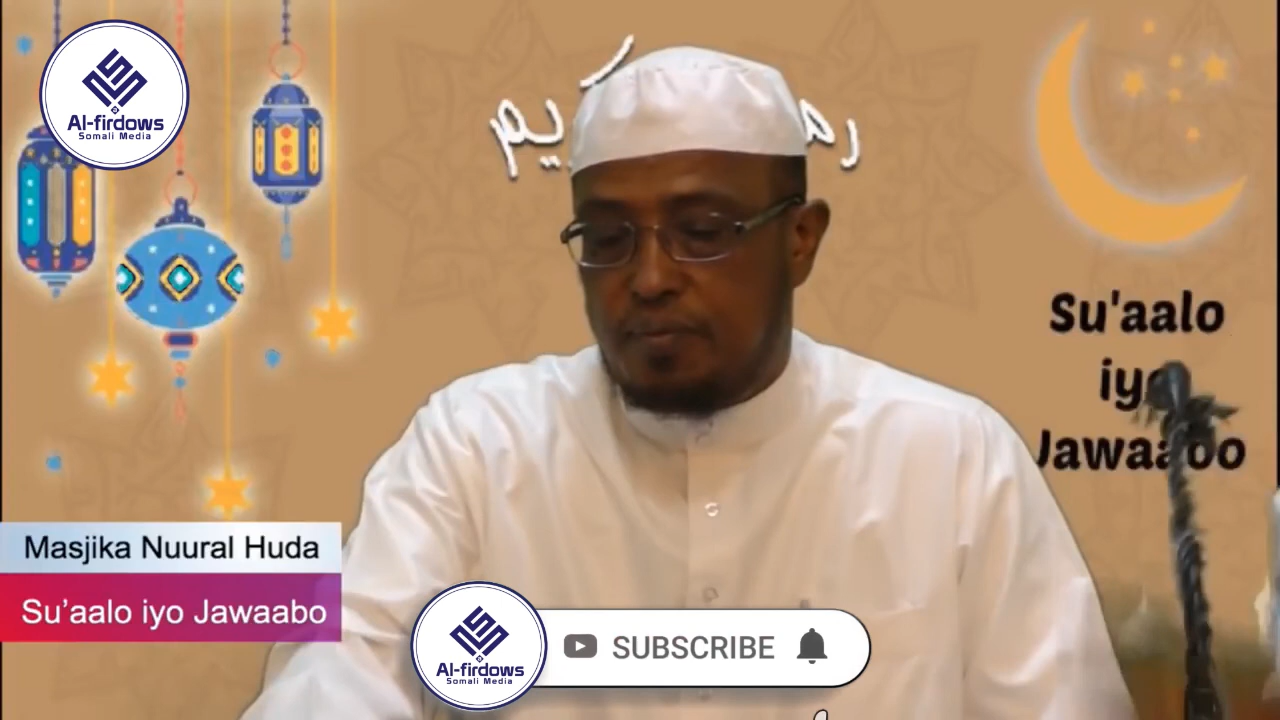 Al-firdows
Somali Media
Su'aalo
iyo
Jawaabo
Masjika Nuural Huda
Su'aalo iyo Jawaabo
Al-firdows
Somali Media
SUBSCRIBE